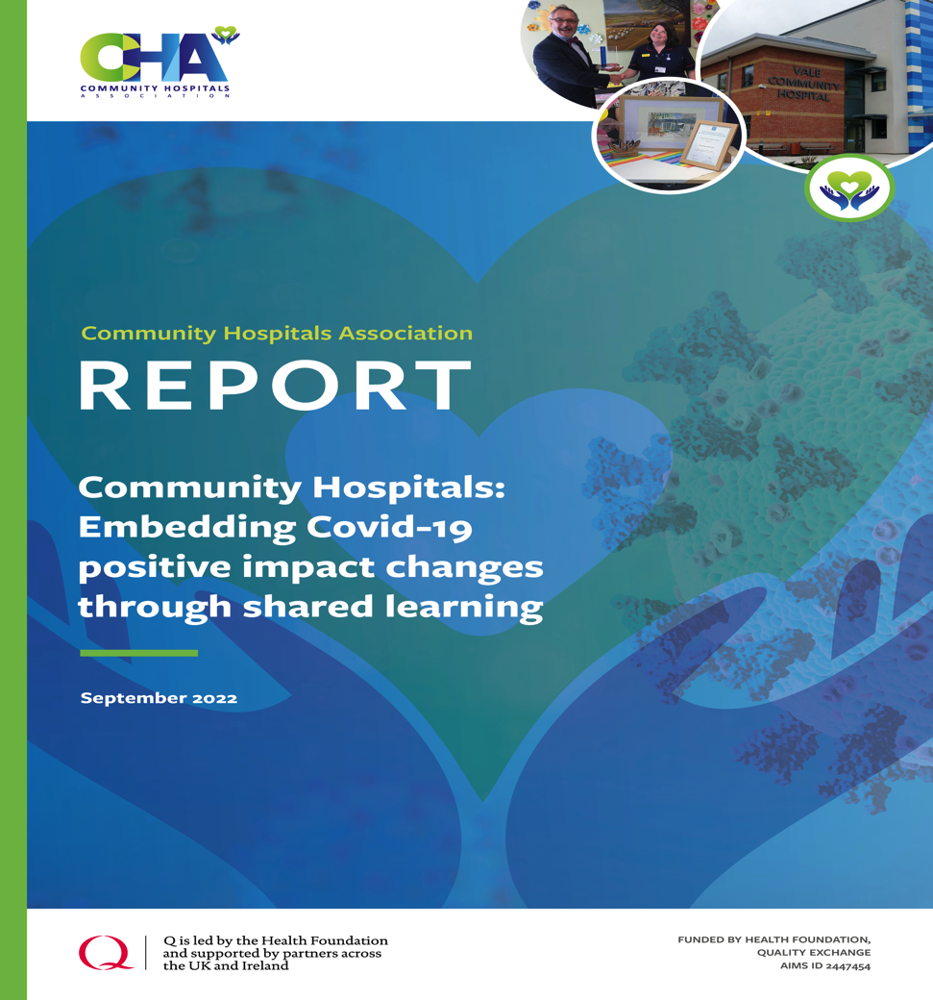 CHA
COMMUNITY HOSPITALS
ASSOCIATION
VALE
COMMUNITY
HOSPITAL
Community Hospitals Association
REPORT
Community Hospitals:
Embedding Covid-19
positive impact changes
through shared learning
September 2022
Q
Q is led by the Health Foundation
and supported by partners across
the UK and Ireland
FUNDED BY HEALTH FOUNDATION,
QUALITY EXCHANGE
AIMS ID 2447454